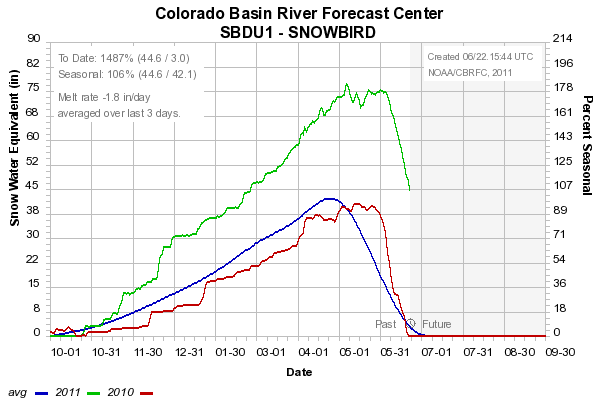 Colorado Basin River Forecast Center
SBDU1 - SNOWBIRD
To Date: 1487% (44.6 / 3.0)
Seasonal: 106% (44.6 / 42.1)
Melt rate -1.8 in/day
averaged over last 3 days.
Created 06/22.15:44 UTC
NOAA/CBRFC, 2011
Snow Water Equivalent (in)
90
82
75
68
60
52
45
38
30
22
15
8
0
Percent Seasonal
214
196
178
161
143
125
107
89
71
54
36
18
0
Past
Future
10-01 10-31 11-30 12-31 01-30 03-01 04-01 05-01 05-31 07-01 07-31 08-30 09-30
Date
avg 2011 2010